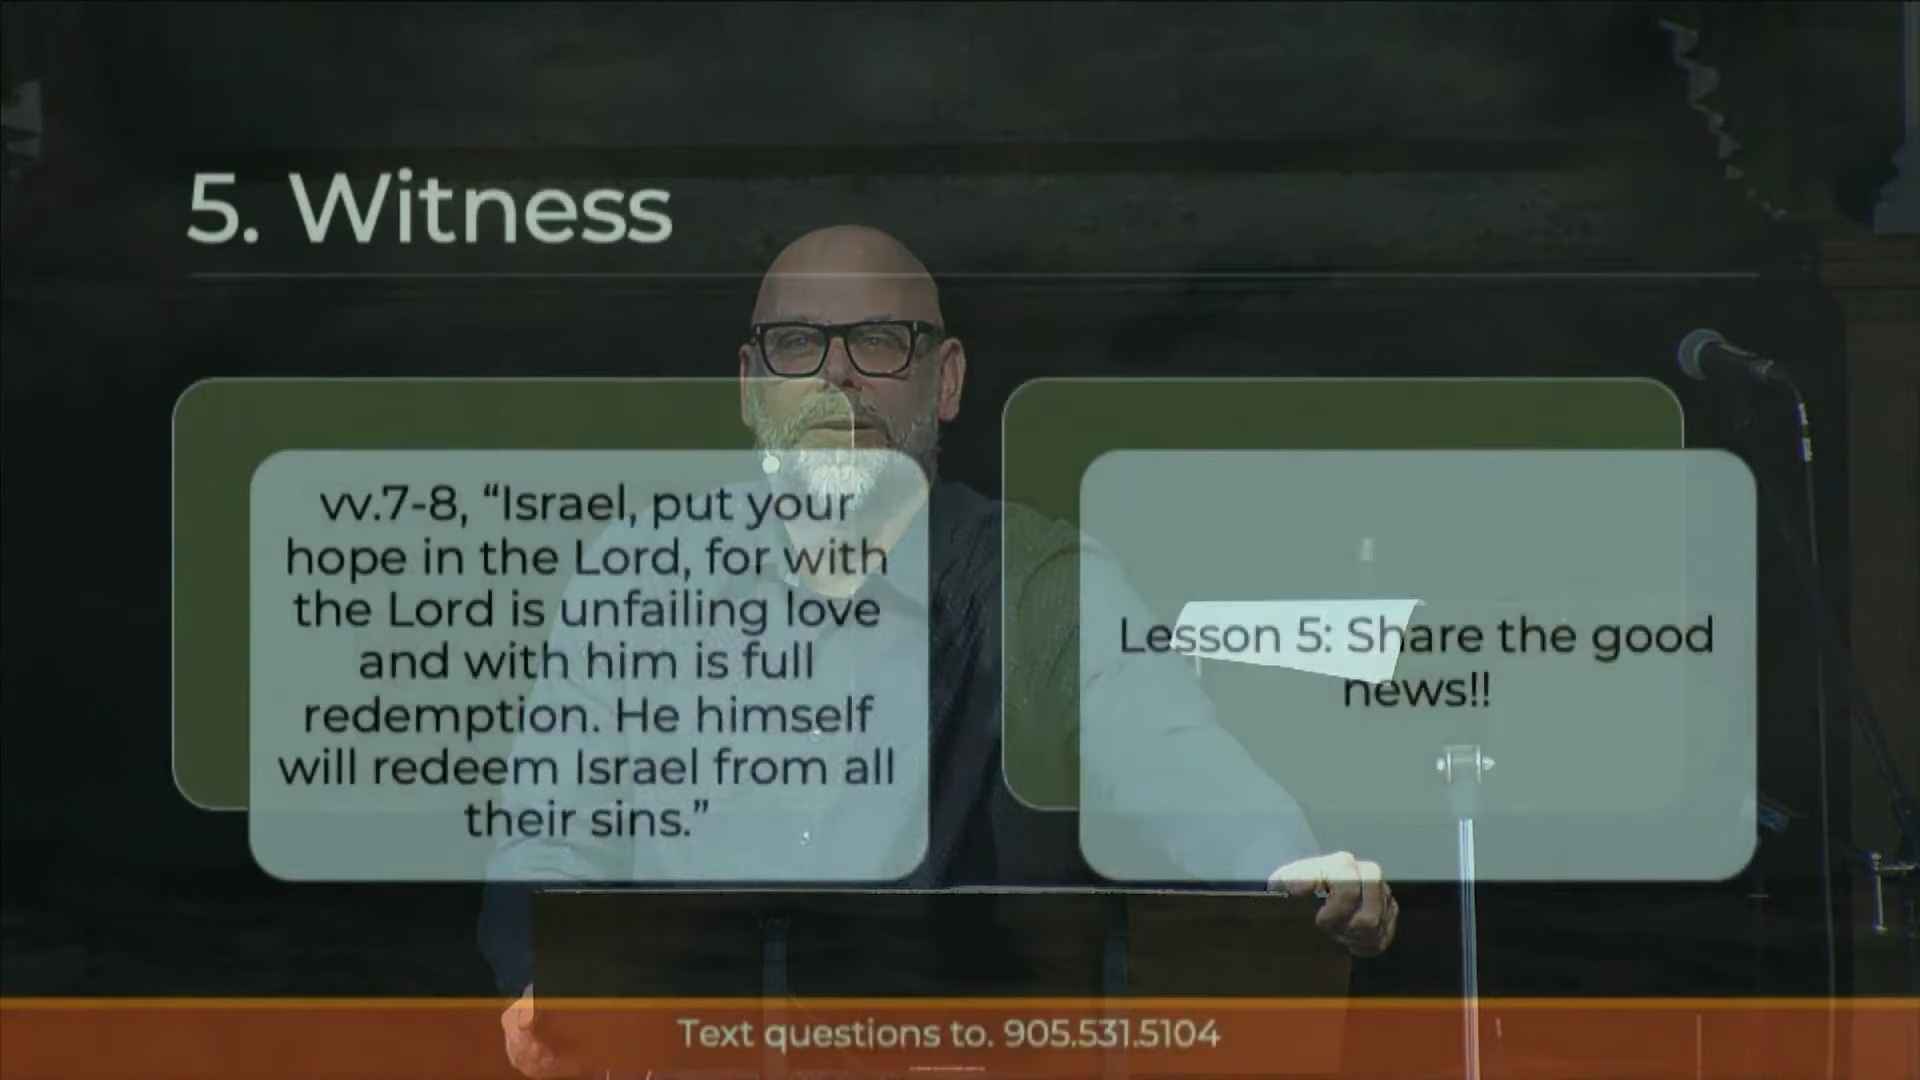 5. Witness
vv.7-8, “Israel, put your
hope in the Lord, for with
the Lord is unfailing love
and with him is full
redemption. He himself
will redeem Israel from all
their sins.”
Lesson 5: Share the good
news!!
Text questions to. 905.531.5104